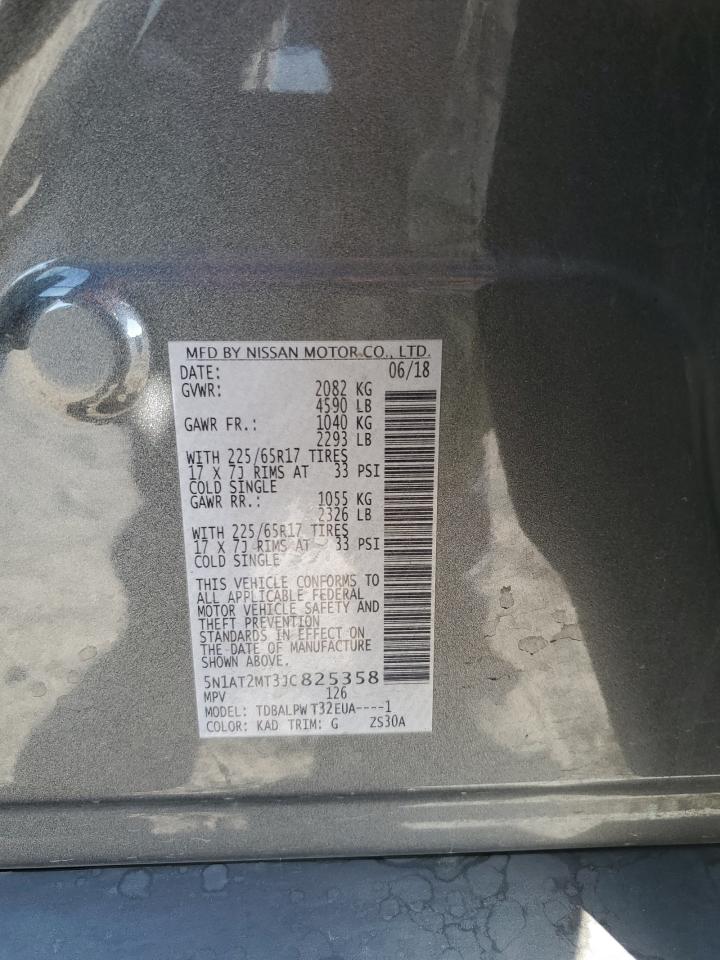 MFD BY NISSAN MOTOR CO., LTD.
DATE: 06/18
GVWR: 2082 KG
4590 LB
GAWR FR.: 1040 KG
2293 LB
WITH 225/65R17 TIRES
17 X 7J RIMS AT 33 PSI
COLD SINGLE
GAWR RR.: 1055 KG
2326 LB
WITH 225/65R17 TIRES
17 X 7J RIMS AT 33 PSI
COLD SINGLE
THIS VEHICLE CONFORMS TO
ALL APPLICABLE FEDERAL
MOTOR VEHICLE SAFETY AND
THEFT PREVENTION
STANDARDS IN EFFECT ON
THE DATE OF MANUFACTURE
SHOWN ABOVE.
5N1AT2MT3JC825358
MPV 126
MODEL: TDBALPW T32EUA----1
COLOR: KAD TRIM: G ZS30A